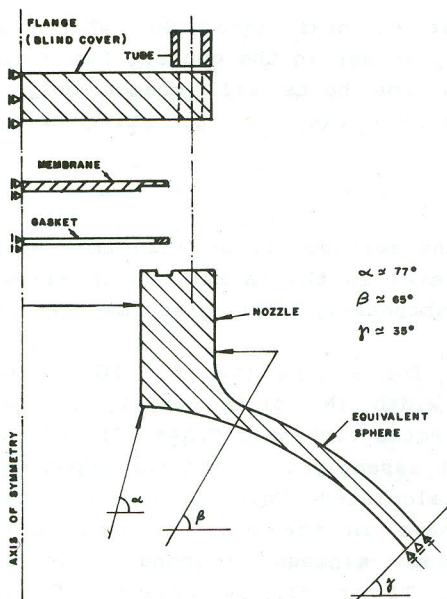 FLANGE
(BLIND COVER)
TUBE
MEMBRANE
GASKET
α ≃ 77°
β ≃ 65°
γ ≃ 35°
NOZZLE
EQUIVALENT
SPHERE
AXIS OF SYMMETRY
α
β
γ